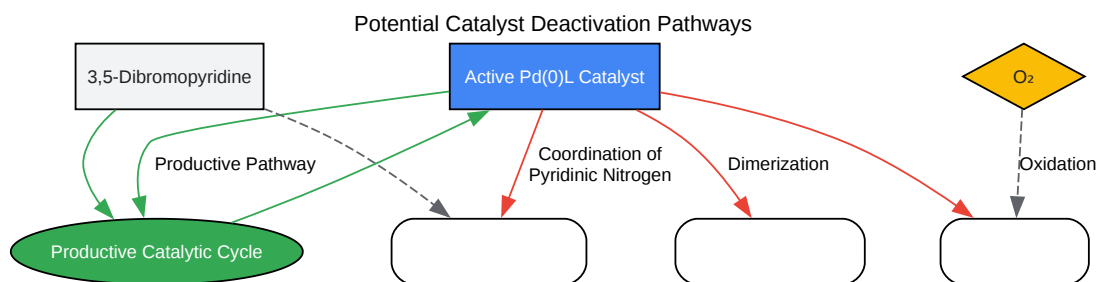 Potential Catalyst Deactivation Pathways
3,5-Dibromopyridine
Active Pd(0)L Catalyst
O₂
Productive Pathway
Coordination of
Pyridinic Nitrogen
Dimerization
Oxidation
Productive Catalytic Cycle